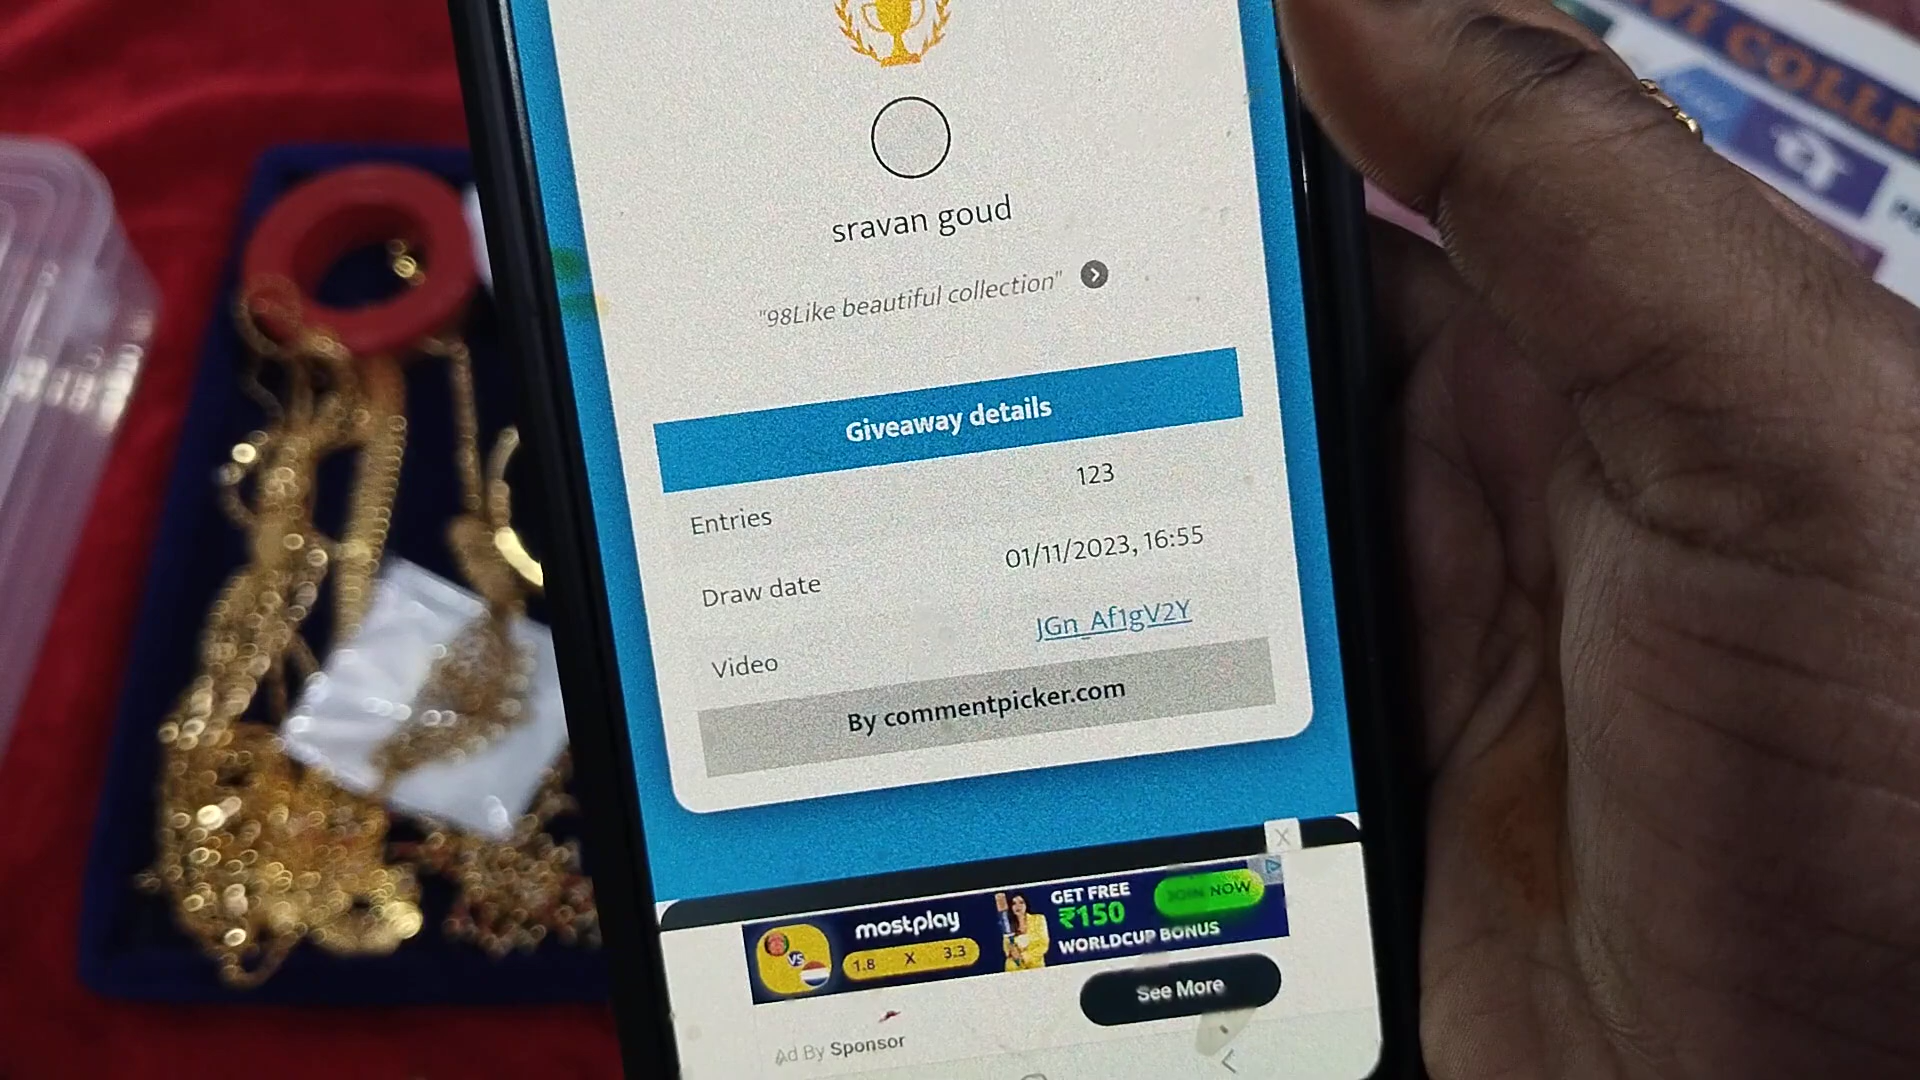 sravan goud
"98Like beautiful collection"
Giveaway details
Entries 123
Draw date 01/11/2023, 16:55
Video JGn_Af1gV2Y
By commentpicker.com
X
mostplay
VS
1.8 X 3.3
GET FREE
₹150
WORLDCUP BONUS
JOIN NOW
See More
Ad By Sponsor